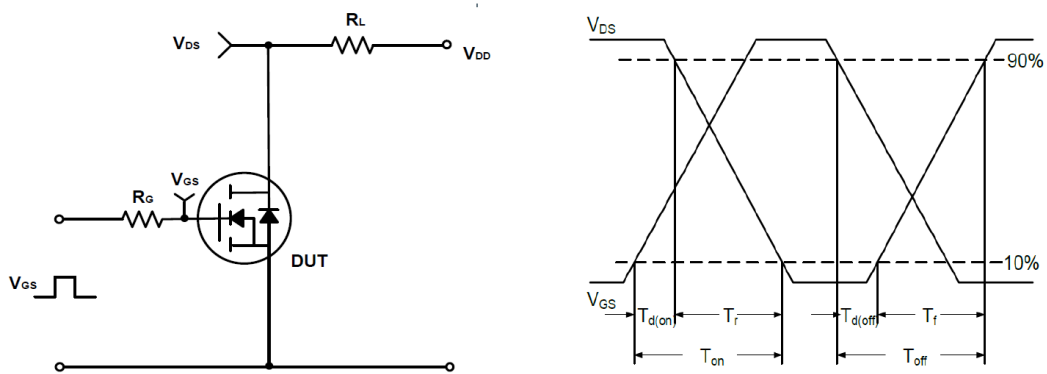 RL
VDS
VDD
VGS
RG
DUT
VGS
VDS
90%
10%
VGS
Td(on)
Tr
Td(off)
Tf
Ton
Toff